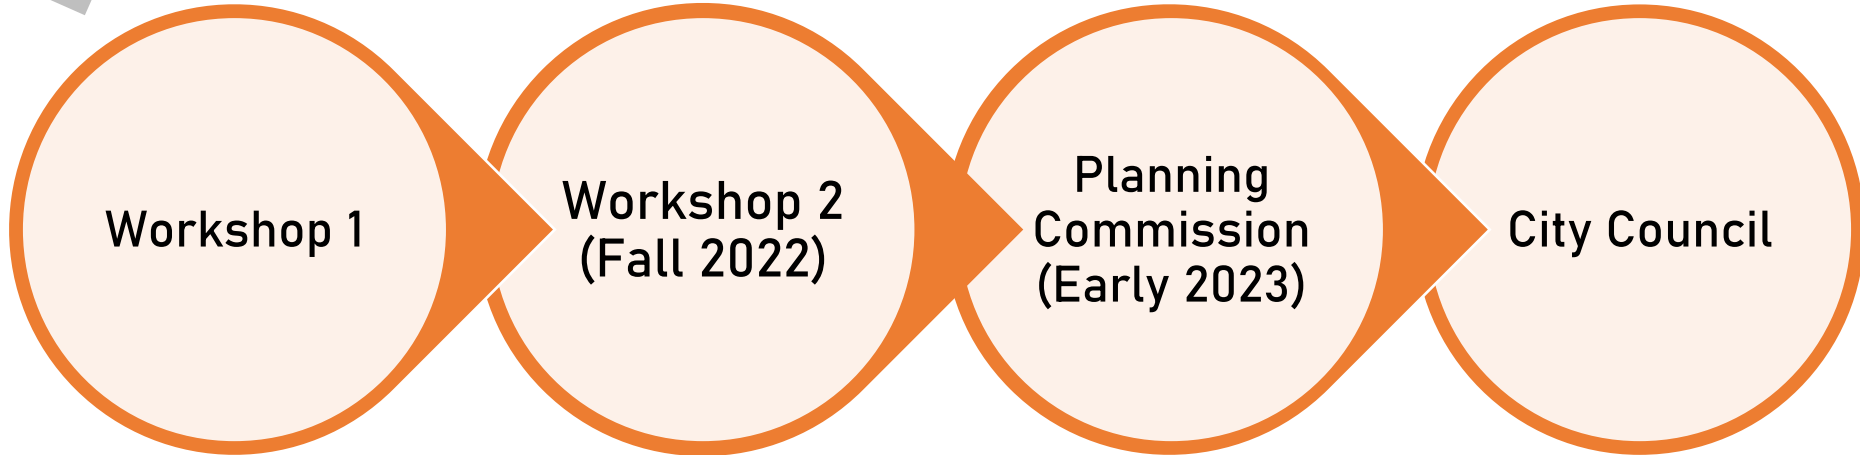 Workshop 1
Workshop 2
(Fall 2022)
Planning
Commission
(Early 2023)
City Council